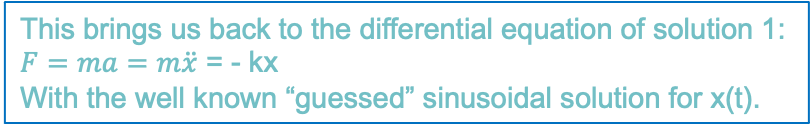 This brings us back to the differential equation of solution 1:
F = ma = mẍ = - kx
With the well known “guessed” sinusoidal solution for x(t).